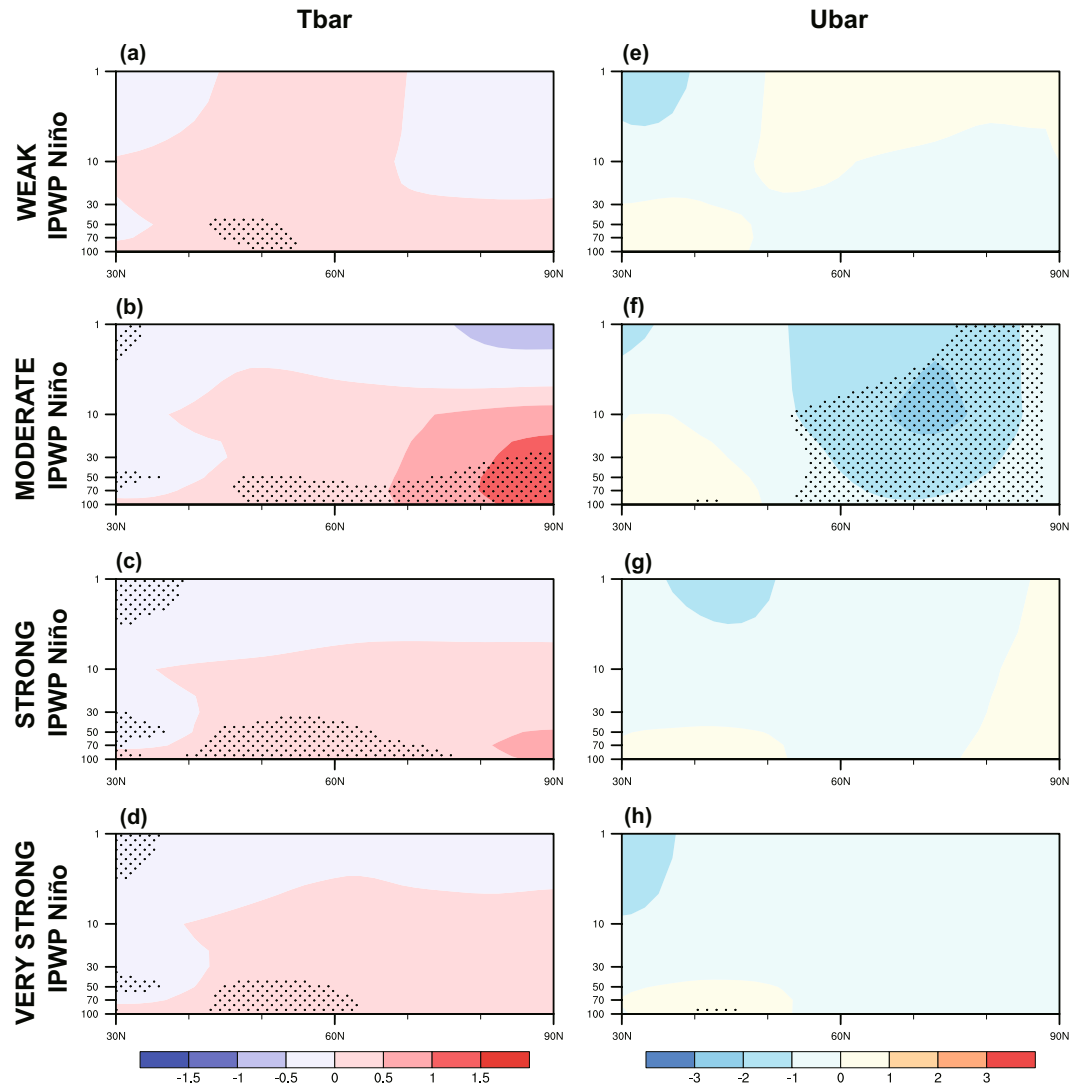 Tbar
Ubar
(a)
(e)
WEAK
IPWP Niño
1
10
30
50
70
100
30N
60N
90N
1
10
30
50
70
100
30N
60N
90N
(b)
(f)
MODERATE
IPWP Niño
1
10
30
50
70
100
30N
60N
90N
1
10
30
50
70
100
30N
60N
90N
(c)
(g)
STRONG
IPWP Niño
1
10
30
50
70
100
30N
60N
90N
1
10
30
50
70
100
30N
60N
90N
(d)
(h)
VERY STRONG
IPWP Niño
1
10
30
50
70
100
30N
60N
90N
1
10
30
50
70
100
30N
60N
90N
-1.5 -1 -0.5 0 0.5 1 1.5
-3 -2 -1 0 1 2 3